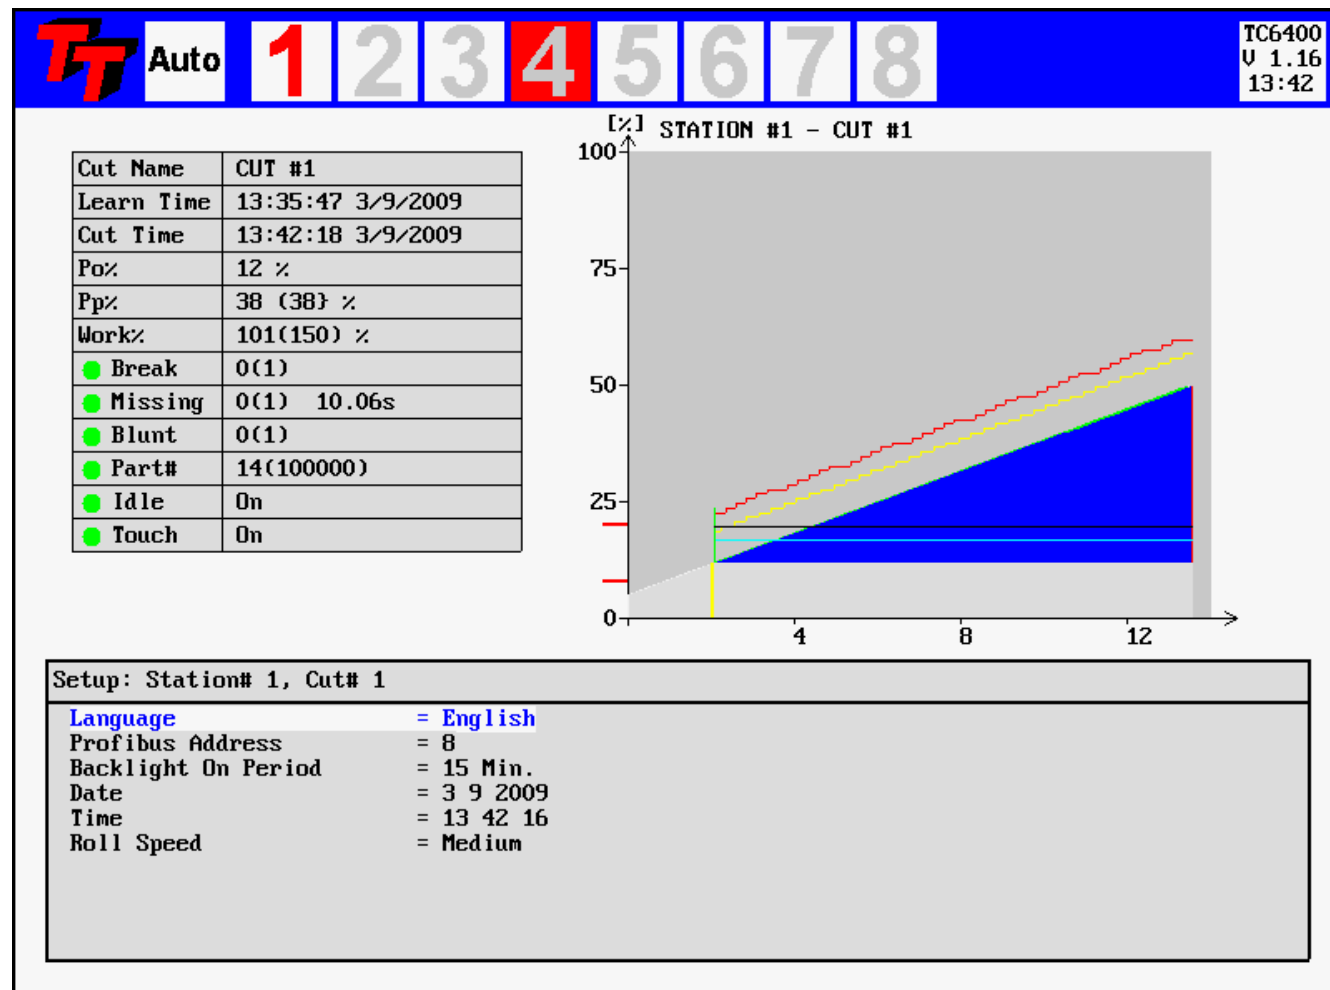 TT Auto 1 2 3 4 5 6 7 8
TC6400
V 1.16
13:42
[%] STATION #1 - CUT #1
100
75
50
25
0
4 8 12
Cut Name CUT #1
Learn Time 13:35:47 3/9/2009
Cut Time 13:42:18 3/9/2009
Po% 12 %
Pp% 38 (38} %
Work% 101(150) %
Break 0(1)
Missing 0(1) 10.06s
Blunt 0(1)
Part# 14(100000)
Idle On
Touch On
Setup: Station# 1, Cut# 1
Language = English
Profibus Address = 8
Backlight On Period = 15 Min.
Date = 3 9 2009
Time = 13 42 16
Roll Speed = Medium